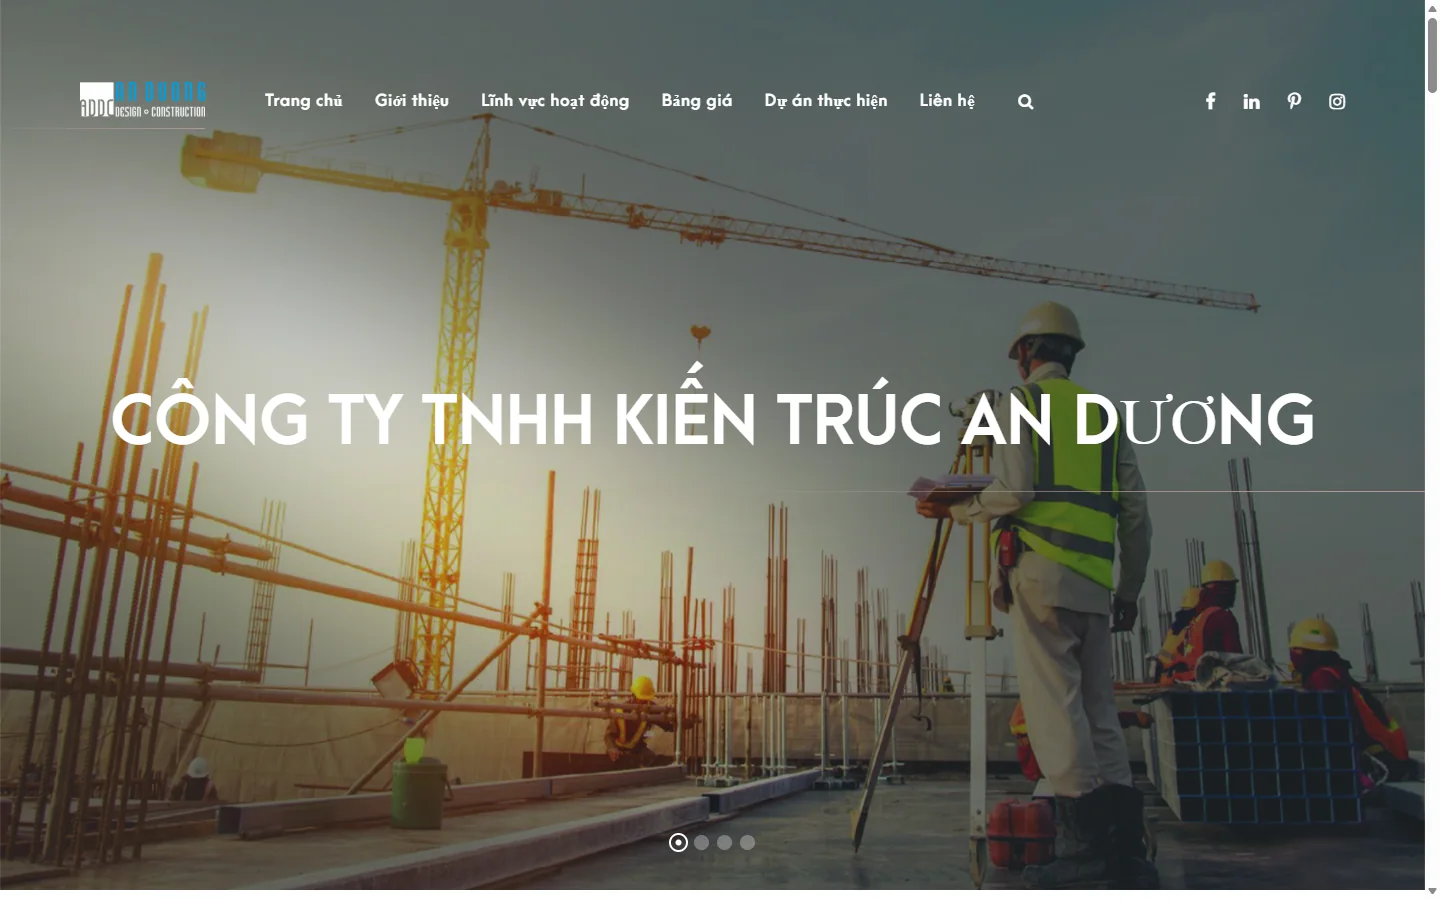 ADDC AN DUONG
DESIGN + CONSTRUCTION
Trang chủ
Giới thiệu
Lĩnh vực hoạt động
Bảng giá
Dự án thực hiện
Liên hệ
CÔNG TY TNHH KIẾN TRÚC AN DƯƠNG